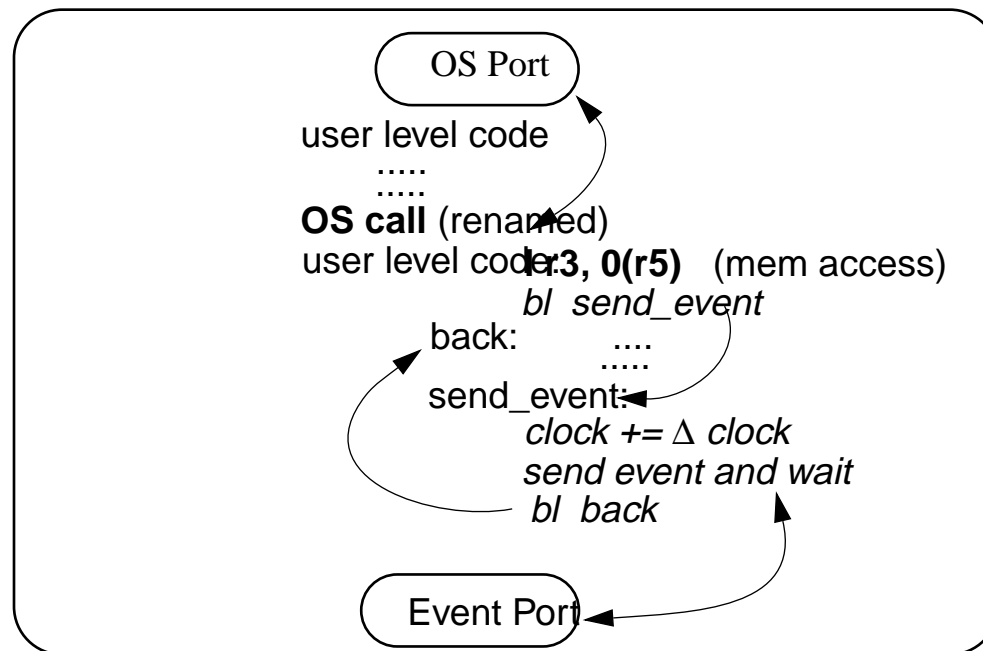 OS Port
user level code
.....
.....
OS call (renamed)
user level code:
l r3, 0(r5) (mem access)
bl send_event
back: ....
.....
send_event:
clock += Δ clock
send event and wait
bl back
Event Port